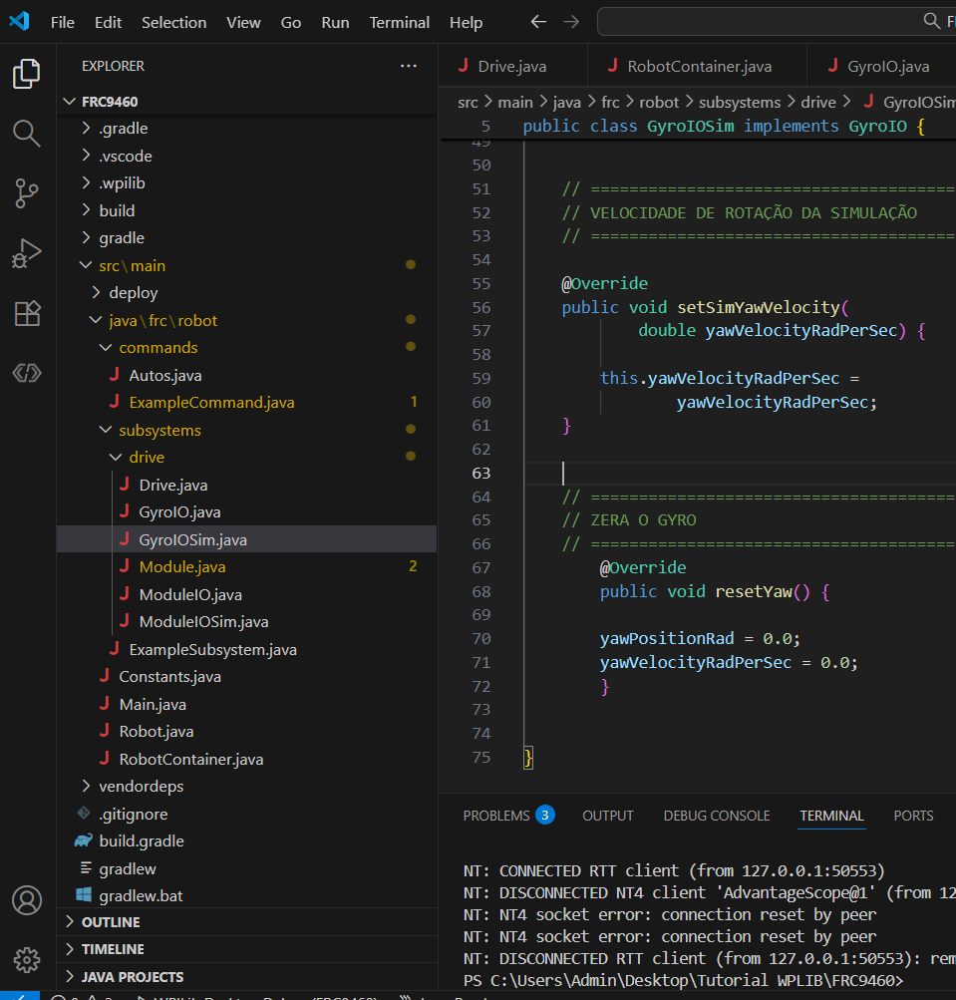 File Edit Selection View Go Run Terminal Help
EXPLORER
FRC9460
.gradle
.vscode
.wpilib
build
gradle
src\main
deploy
java\frc\robot
commands
Autos.java
ExampleCommand.java 1
subsystems
drive
Drive.java
GyroIO.java
GyroIOSim.java
Module.java 2
ModuleIO.java
ModuleIOSim.java
ExampleSubsystem.java
Constants.java
Main.java
Robot.java
RobotContainer.java
vendordeps
.gitignore
build.gradle
gradlew
gradlew.bat
OUTLINE
TIMELINE
JAVA PROJECTS
Drive.java RobotContainer.java GyroIO.java
src > main > java > frc > robot > subsystems > drive > GyroIOSim
5 public class GyroIOSim implements GyroIO {
49
50
51 // ======================================
52 // VELOCIDADE DE ROTAÇÃO DA SIMULAÇÃO
53 // ======================================
54
55 @Override
56 public void setSimYawVelocity(
57 double yawVelocityRadPerSec) {
58
59 this.yawVelocityRadPerSec =
60 yawVelocityRadPerSec;
61 }
62
63
64 // ======================================
65 // ZERA O GYRO
66 // ======================================
67 @Override
68 public void resetYaw() {
69
70 yawPositionRad = 0.0;
71 yawVelocityRadPerSec = 0.0;
72 }
73
74
75 }
PROBLEMS 3 OUTPUT DEBUG CONSOLE TERMINAL PORTS
NT: CONNECTED RTT client (from 127.0.0.1:50553)
NT: DISCONNECTED NT4 client 'AdvantageScope@1' (from 12
NT: NT4 socket error: connection reset by peer
NT: NT4 socket error: connection reset by peer
NT: DISCONNECTED RTT client (from 127.0.0.1:50553): rem
PS C:\Users\Admin\Desktop\Tutorial WPLIB\FRC9460>